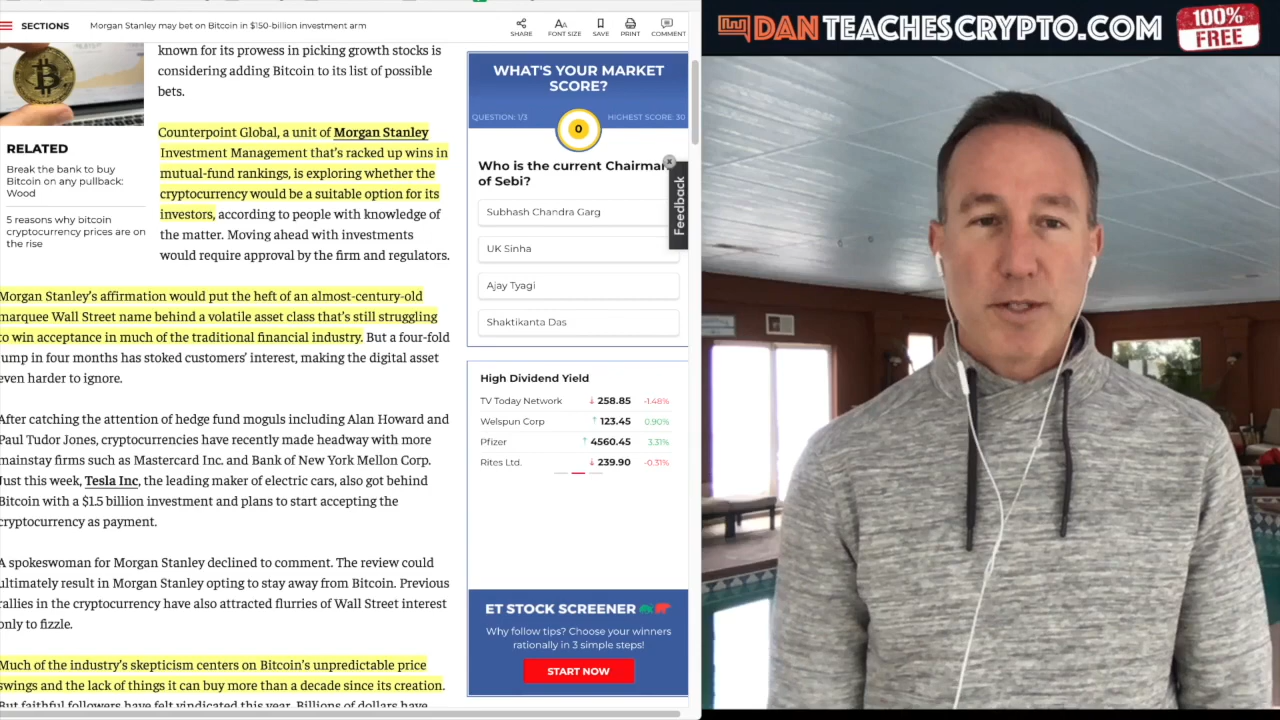 SECTIONS
Morgan Stanley may bet on Bitcoin in $150-billion investment arm
SHARE
AA
FONT SIZE
SAVE
PRINT
COMMENT
known for its prowess in picking growth stocks is
considering adding Bitcoin to its list of possible
bets.
RELATED
Break the bank to buy
Bitcoin on any pullback:
Wood
5 reasons why bitcoin
cryptocurrency prices are on
the rise
Counterpoint Global, a unit of Morgan Stanley
Investment Management that's racked up wins in
mutual-fund rankings, is exploring whether the
cryptocurrency would be a suitable option for its
investors, according to people with knowledge of
the matter. Moving ahead with investments
would require approval by the firm and regulators.
Morgan Stanley's affirmation would put the heft of an almost-century-old
marquee Wall Street name behind a volatile asset class that's still struggling
to win acceptance in much of the traditional financial industry. But a four-fold
jump in four months has stoked customers' interest, making the digital asset
even harder to ignore.
After catching the attention of hedge fund moguls including Alan Howard and
Paul Tudor Jones, cryptocurrencies have recently made headway with more
mainstay firms such as Mastercard Inc. and Bank of New York Mellon Corp.
Just this week, Tesla Inc, the leading maker of electric cars, also got behind
Bitcoin with a $1.5 billion investment and plans to start accepting the
cryptocurrency as payment.
A spokeswoman for Morgan Stanley declined to comment. The review could
ultimately result in Morgan Stanley opting to stay away from Bitcoin. Previous
rallies in the cryptocurrency have also attracted flurries of Wall Street interest
only to fizzle.
Much of the industry's skepticism centers on Bitcoin's unpredictable price
swings and the lack of things it can buy more than a decade since its creation.
But faithful followers have felt vindicated this year. Billions of dollars have
WHAT'S YOUR MARKET
SCORE?
QUESTION: 1/3
0
HIGHEST SCORE: 30
Who is the current Chairman
of Sebi?
Subhash Chandra Garg
UK Sinha
Ajay Tyagi
Shaktikanta Das
Feedback
High Dividend Yield
TV Today Network 258.85 -1.48%
Welspun Corp 123.45 0.90%
Pfizer 4560.45 3.31%
Rites Ltd. 239.90 -0.31%
ET STOCK SCREENER
Why follow tips? Choose your winners
rationally in 3 simple steps!
START NOW
DANTEACHESCRYPTO.COM
100%
FREE